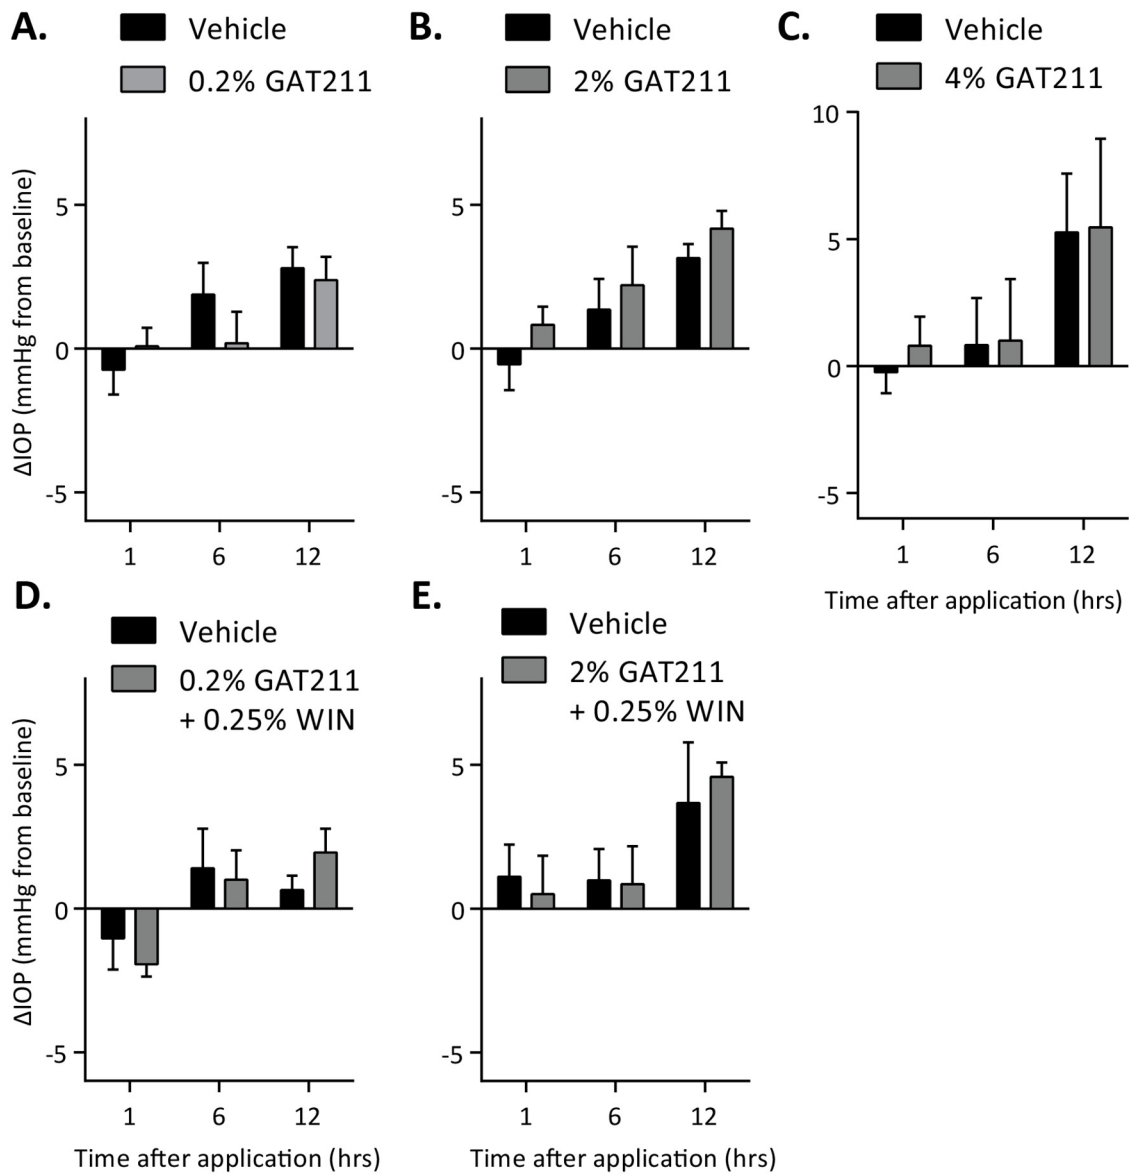 A.
Vehicle
0.2% GAT211
ΔIOP (mmHg from baseline)
5
0
-5
1 6 12
B.
Vehicle
2% GAT211
5
0
-5
1 6 12
C.
Vehicle
4% GAT211
10
5
0
-5
1 6 12
Time after application (hrs)
D.
Vehicle
0.2% GAT211
+ 0.25% WIN
ΔIOP (mmHg from baseline)
5
0
-5
1 6 12
Time after application (hrs)
E.
Vehicle
2% GAT211
+ 0.25% WIN
5
0
-5
1 6 12
Time after application (hrs)